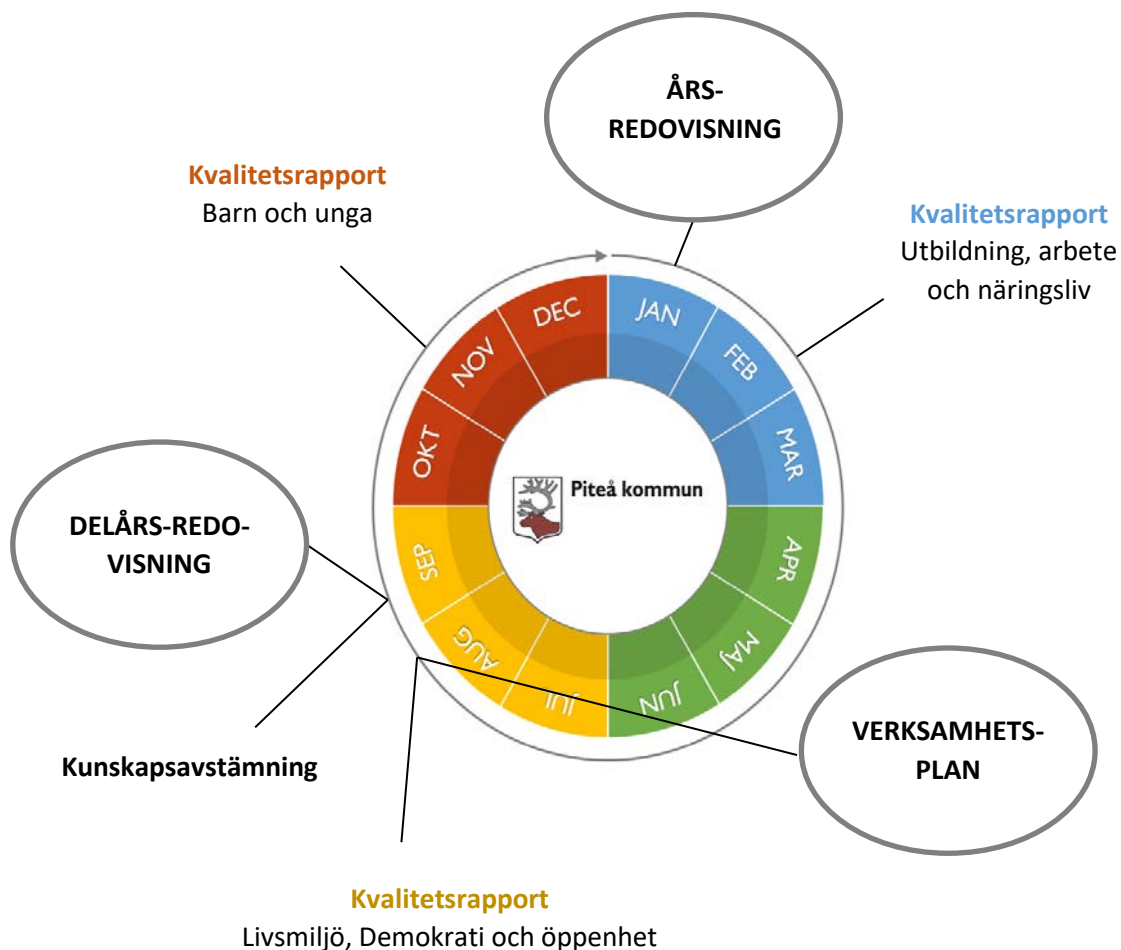 ÅRS-
REDOVISNING
Kvalitetsrapport
Barn och unga
Kvalitetsrapport
Utbildning, arbete
och näringsliv
JAN
FEB
MAR
APR
MAJ
JUN
JUL
AUG
SEP
OKT
NOV
DEC
Piteå kommun
DELÅRS-REDO-
VISNING
Kunskapsavstämning
VERKSAMHETS-
PLAN
Kvalitetsrapport
Livsmiljö, Demokrati och öppenhet